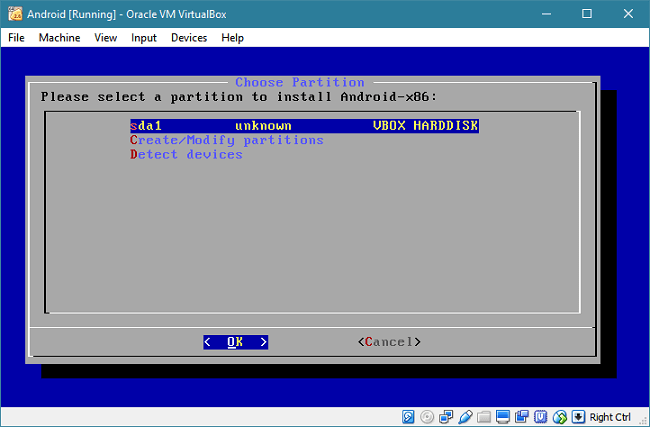 Android [Running] - Oracle VM VirtualBox
File Machine View Input Devices Help
Choose Partition
Please select a partition to install Android-x86:
sda1 unknown VBOX HARDDISK
Create/Modify partitions
Detect devices
< OK > <Cancel>
Right Ctrl